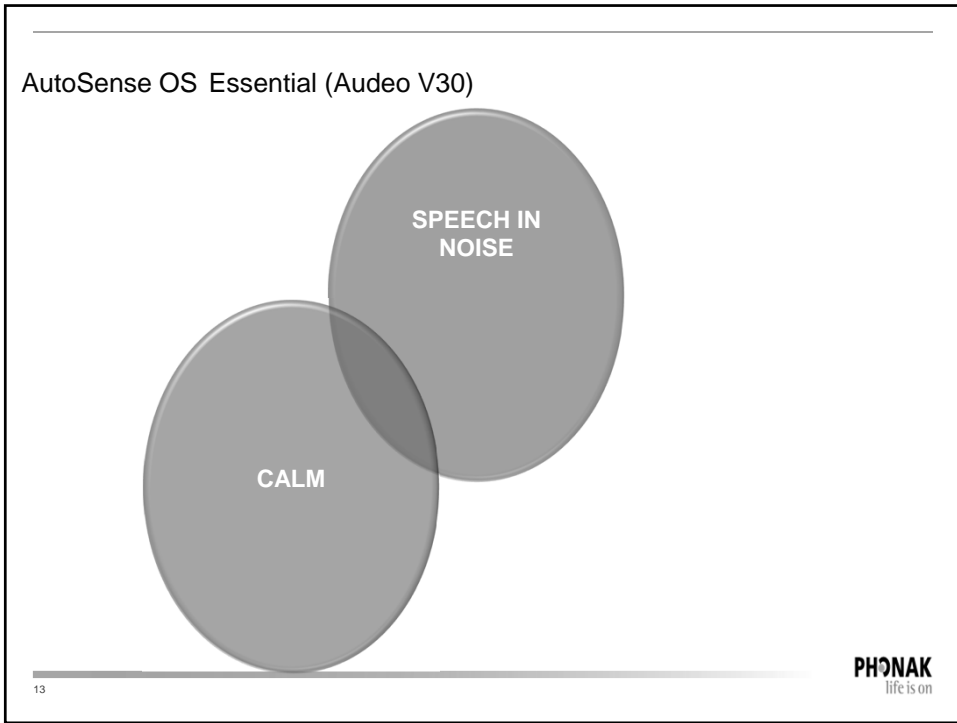 AutoSense OS Essential (Audeo V30)
SPEECH IN
NOISE
CALM
13
PHONAK
life is on